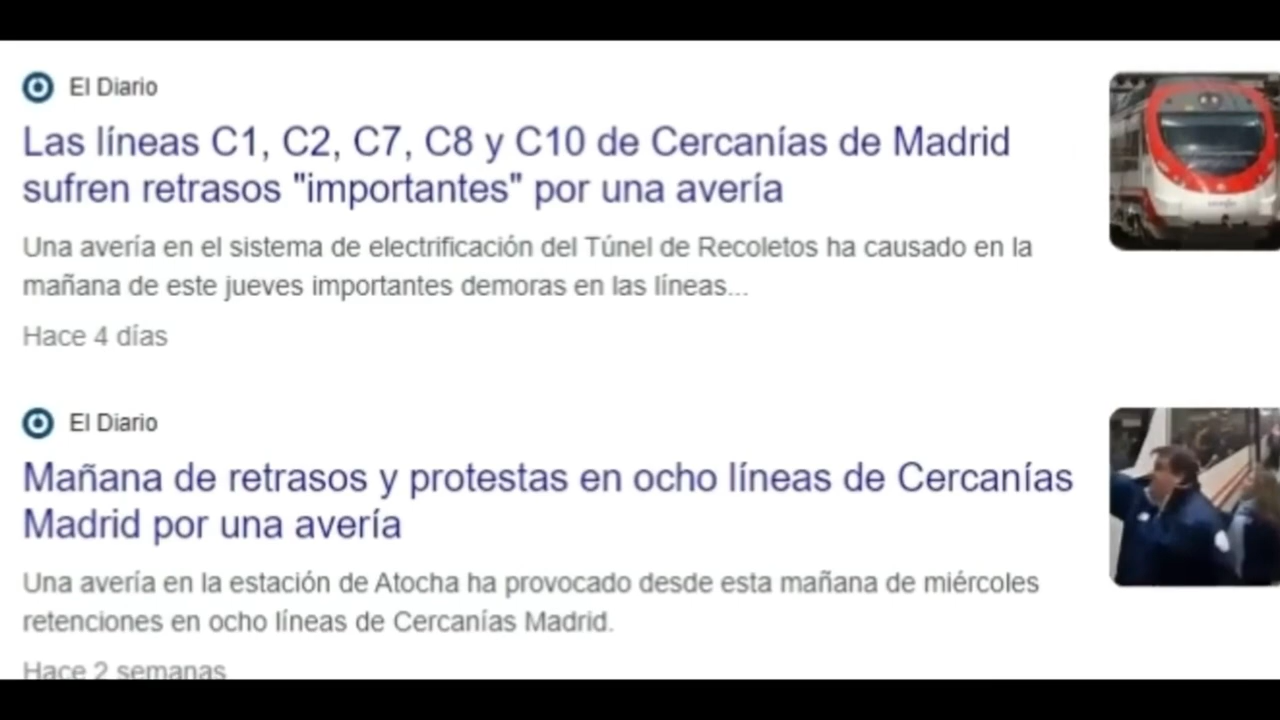 El Diario
Las líneas C1, C2, C7, C8 y C10 de Cercanías de Madrid
sufren retrasos "importantes" por una avería
Una avería en el sistema de electrificación del Túnel de Recoletos ha causado en la
mañana de este jueves importantes demoras en las líneas...
Hace 4 días
El Diario
Mañana de retrasos y protestas en ocho líneas de Cercanías
Madrid por una avería
Una avería en la estación de Atocha ha provocado desde esta mañana de miércoles
retenciones en ocho líneas de Cercanías Madrid.
Hace 2 semanas